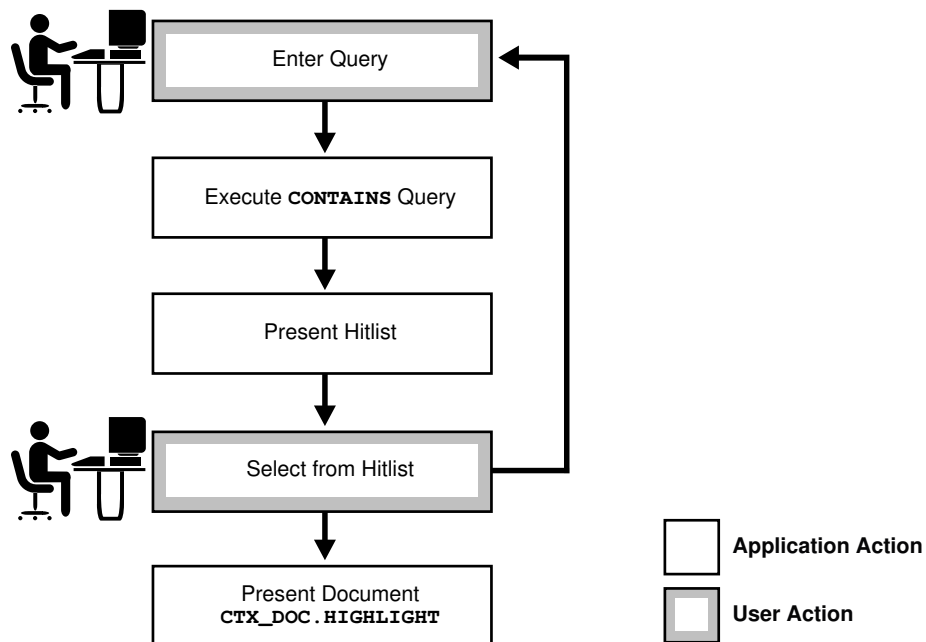 Enter Query
Execute CONTAINS Query
Present Hitlist
Select from Hitlist
Present Document
CTX_DOC.HIGHLIGHT
Application Action
User Action